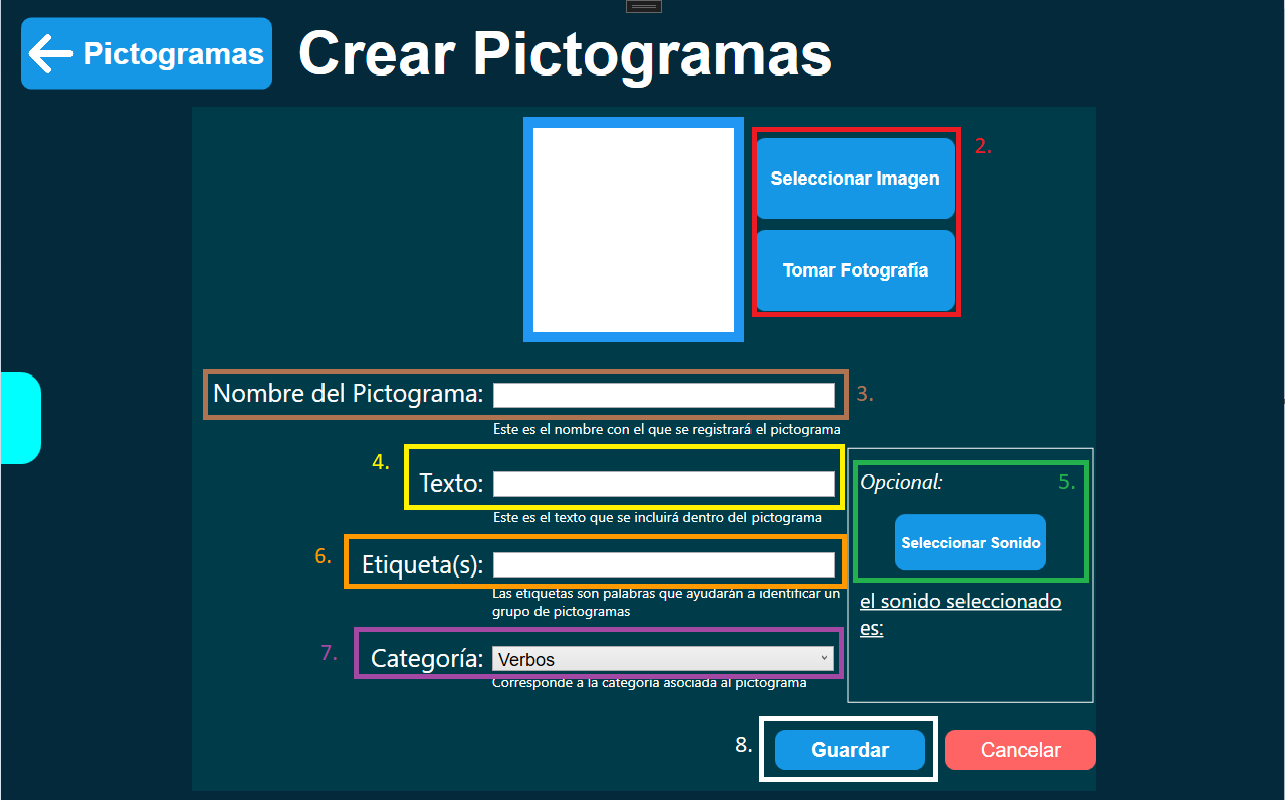 Pictogramas
Crear Pictogramas
2.
Seleccionar Imagen
Tomar Fotografía
Nombre del Pictograma:
3.
Este es el nombre con el que se registrará el pictograma
4.
Texto:
Este es el texto que se incluirá dentro del pictograma
Opcional:
5.
Seleccionar Sonido
el sonido seleccionado
es:
6.
Etiqueta(s):
Las etiquetas son palabras que ayudarán a identificar un
grupo de pictogramas
7.
Categoría:
Verbos
Corresponde a la categoría asociada al pictograma
8.
Guardar
Cancelar